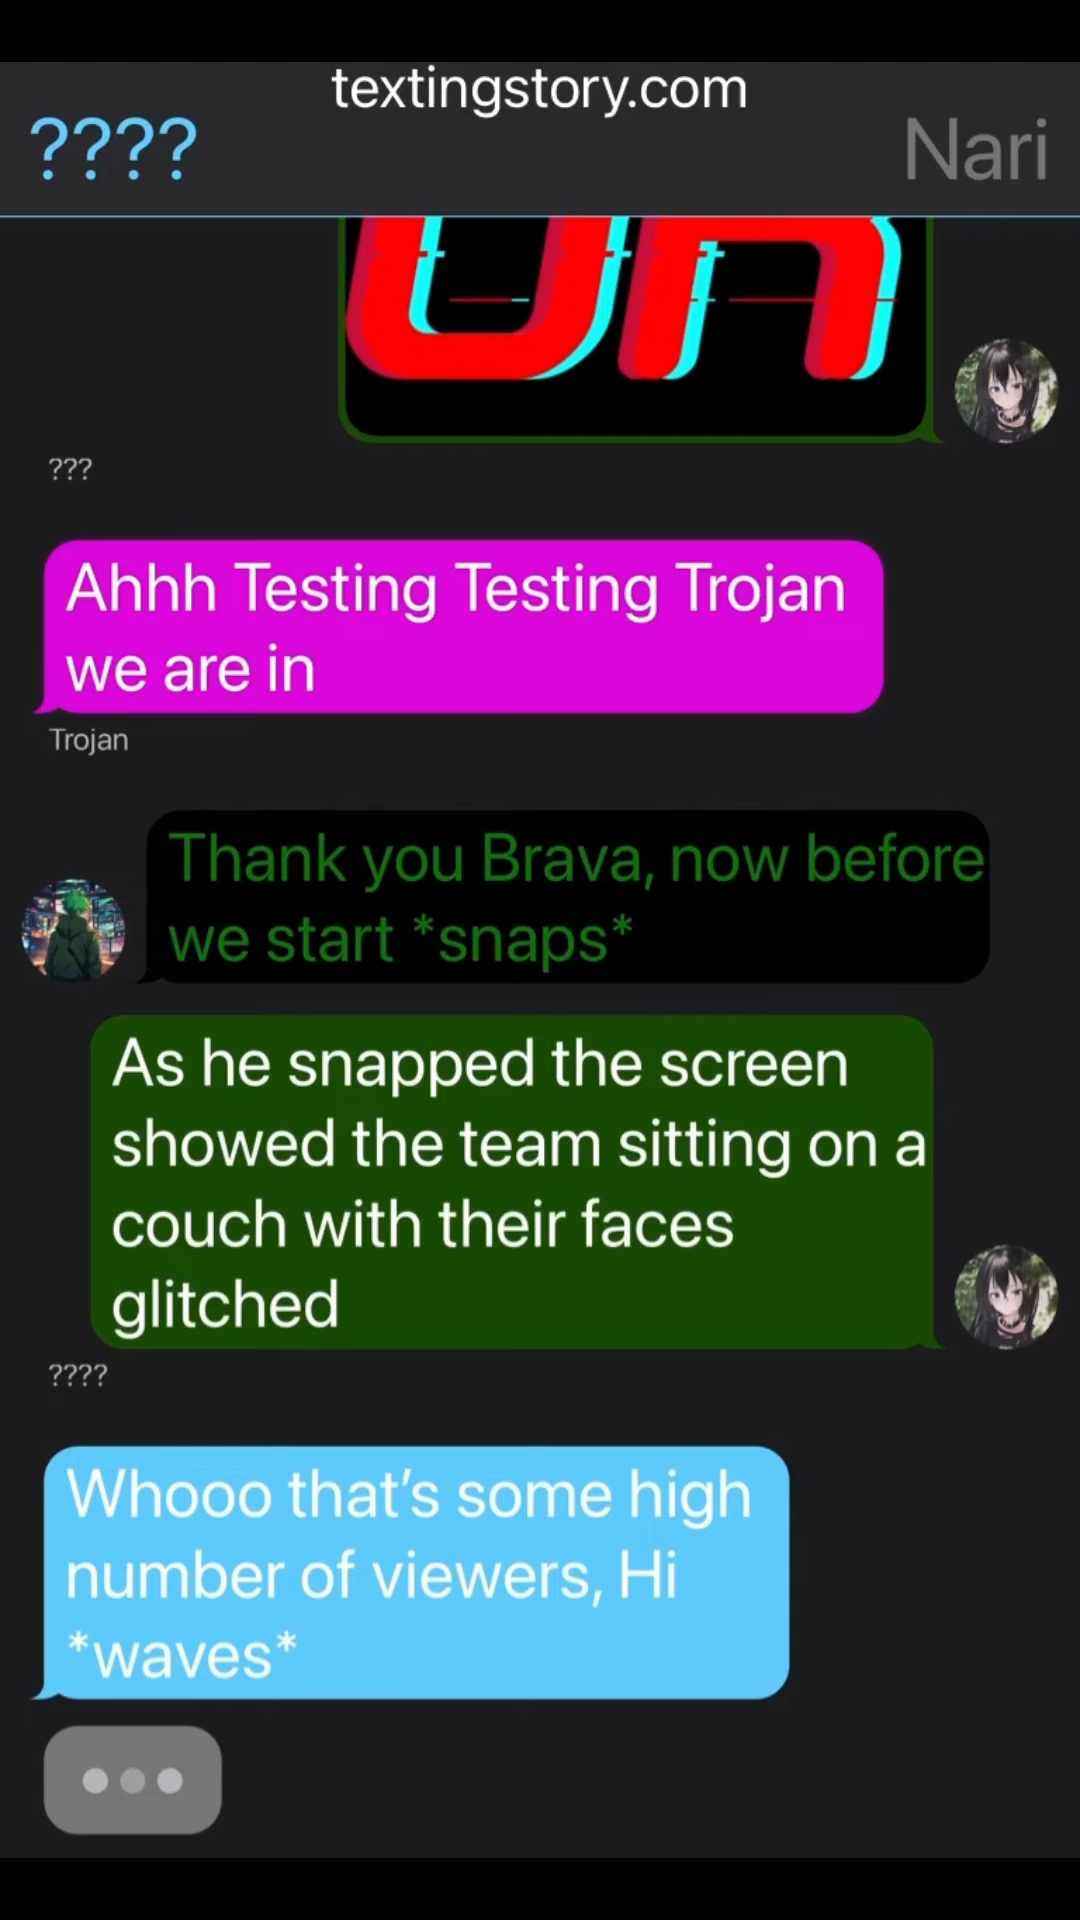 textingstory.com
????
Nari
???
Ahhh Testing Testing Trojan
we are in
Trojan
Thank you Brava, now before
we start *snaps*
As he snapped the screen
showed the team sitting on a
couch with their faces
glitched
????
Whooo that's some high
number of viewers, Hi
*waves*